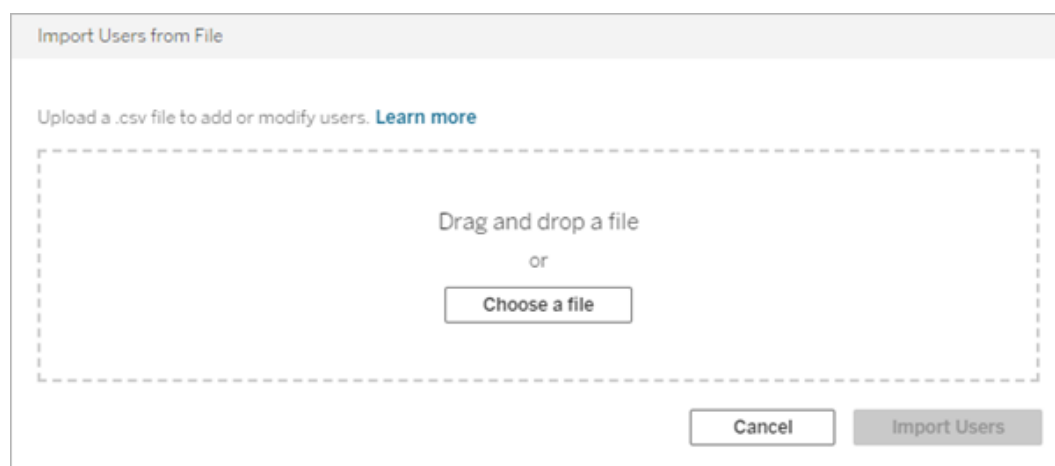 Import Users from File
Upload a .csv file to add or modify users. Learn more
Drag and drop a file
or
Choose a file
Cancel
Import Users